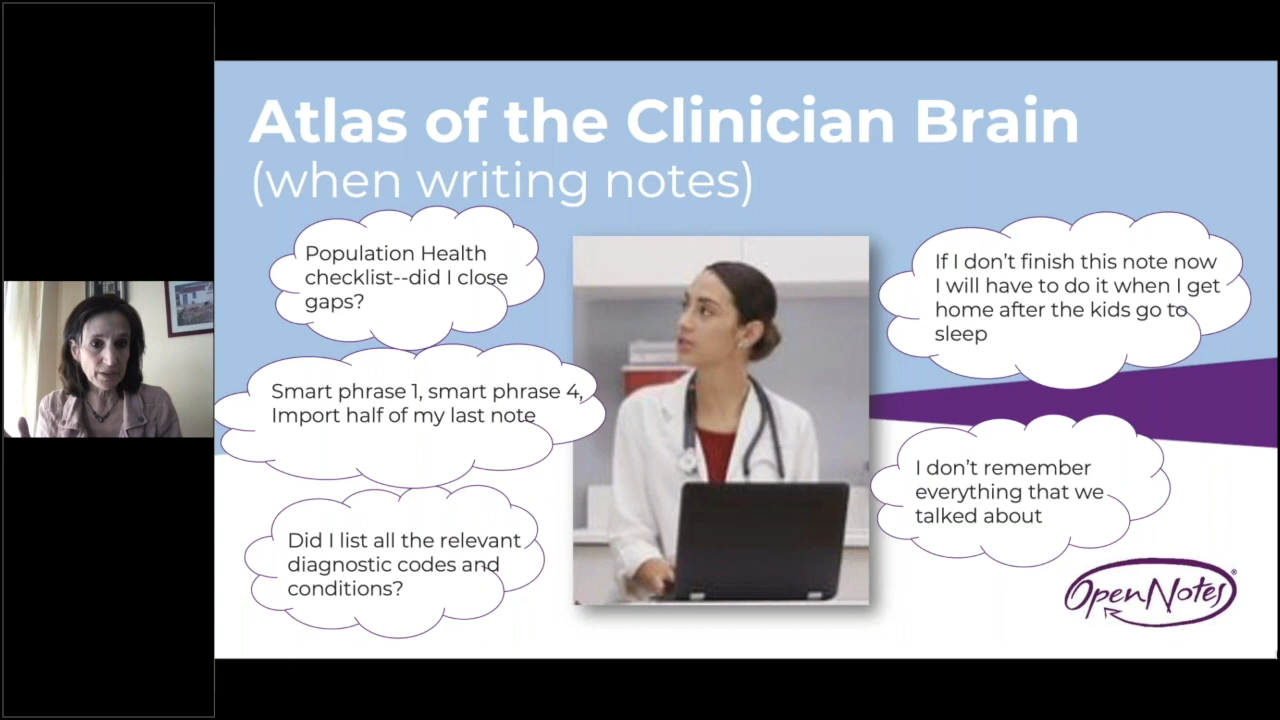 Atlas of the Clinician Brain
(when writing notes)
Population Health
checklist--did I close
gaps?
Smart phrase 1, smart phrase 4,
Import half of my last note
Did I list all the relevant
diagnostic codes and
conditions?
If I don't finish this note now
I will have to do it when I get
home after the kids go to
sleep
I don't remember
everything that we
talked about
OpenNotes®